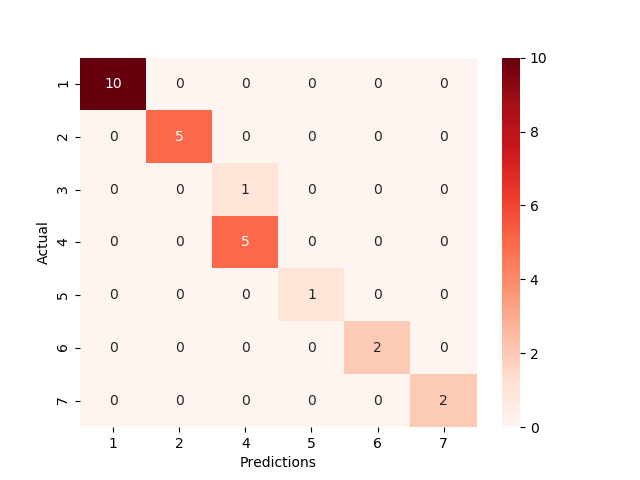 1 10 0 0 0 0 0
2 0 5 0 0 0 0
3 0 0 1 0 0 0
4 0 0 5 0 0 0
5 0 0 0 1 0 0
6 0 0 0 0 2 0
7 0 0 0 0 0 2
1 2 4 5 6 7
Predictions
Actual
10
8
6
4
2
0